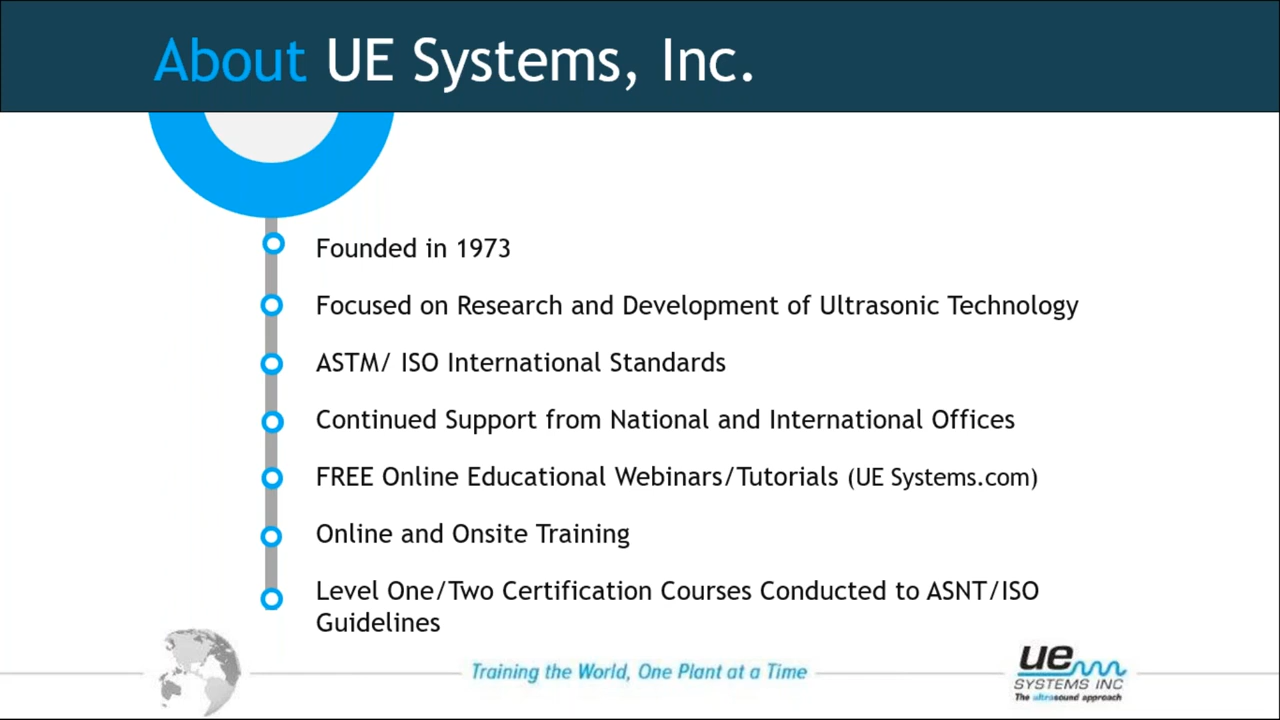 About UE Systems, Inc.
Founded in 1973
Focused on Research and Development of Ultrasonic Technology
ASTM/ ISO International Standards
Continued Support from National and International Offices
FREE Online Educational Webinars/Tutorials (UE Systems.com)
Online and Onsite Training
Level One/Two Certification Courses Conducted to ASNT/ISO
Guidelines
Training the World, One Plant at a Time
ue
SYSTEMS INC
The ultrasound approach